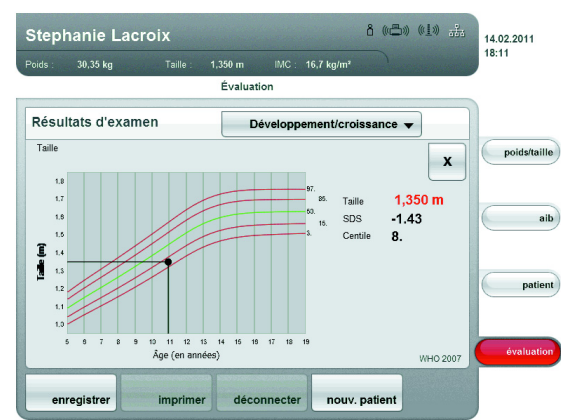 Stephanie Lacroix
14.02.2011
18:11
Poids : 30,35 kg Taille : 1,350 m IMC : 16,7 kg/m²
Évaluation
Résultats d'examen
Développement/croissance
Taille
x
1.8
1.7
1.6
1.5
1.4
1.3
1.2
1.1
1.0
Taille (m)
97.
85.
50.
15.
3.
5 6 7 8 9 10 11 12 13 14 15 16 17 18 19
Âge (en années)
Taille 1,350 m
SDS -1.43
Centile 8.
WHO 2007
poids/taille
aib
patient
évaluation
enregistrer imprimer déconnecter nouv. patient